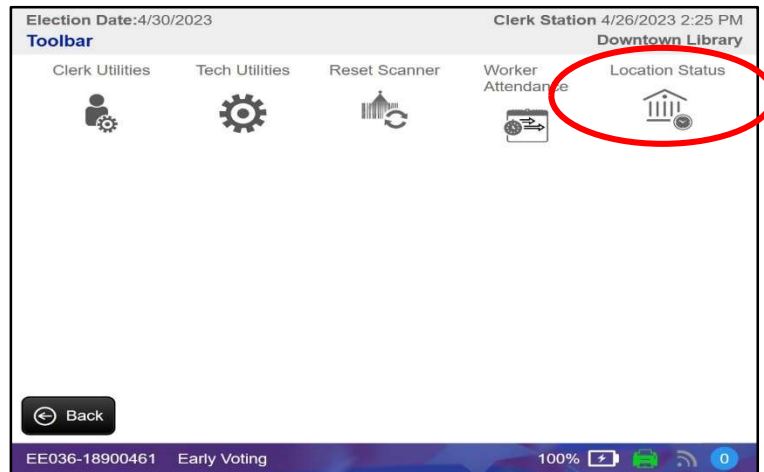 Election Date:4/30/2023
Clerk Station 4/26/2023 2:25 PM
Toolbar
Downtown Library
Clerk Utilities
Tech Utilities
Reset Scanner
Worker
Attendance
Location Status
Back
EE036-18900461
Early Voting
100%
0